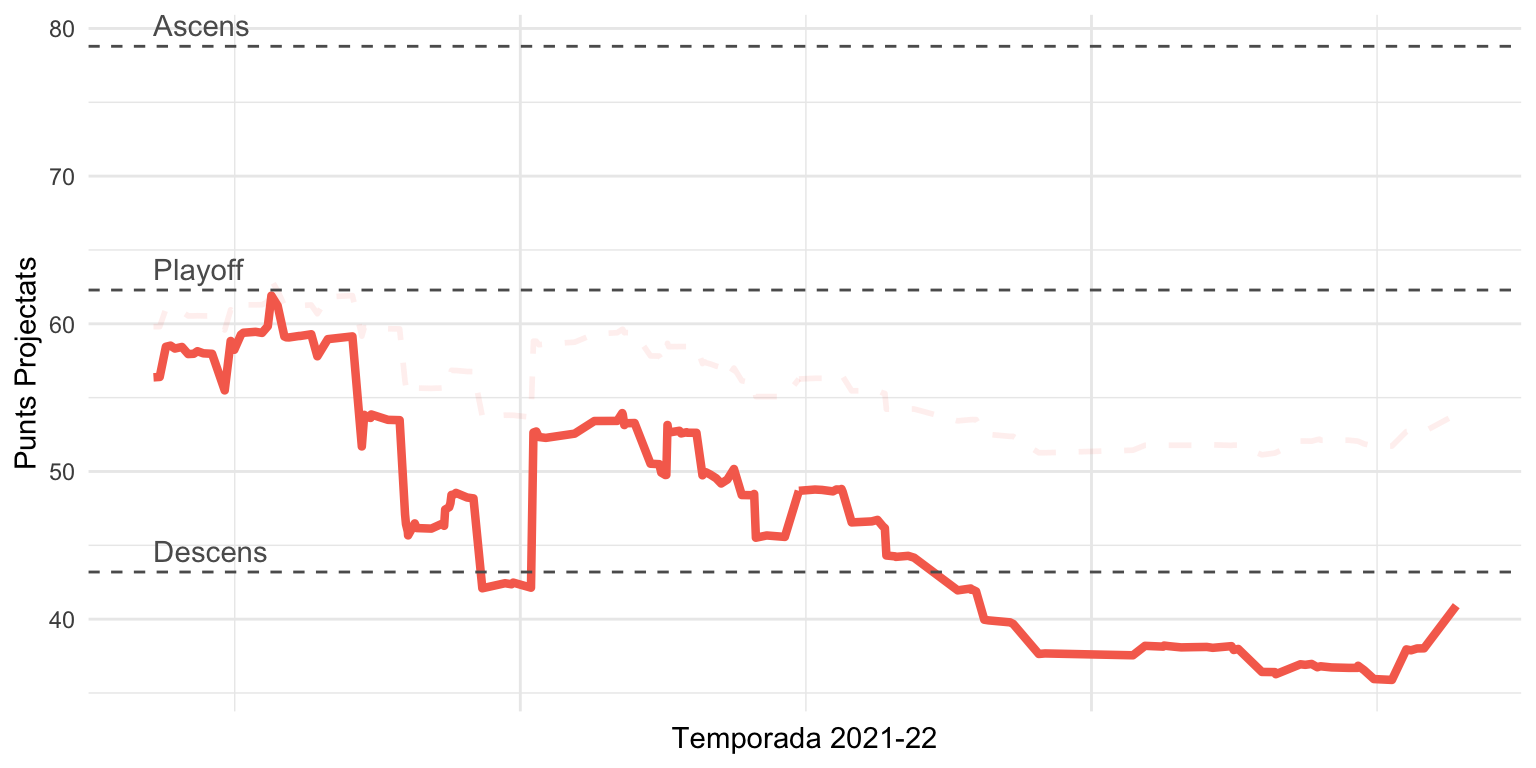 80
Ascens
70
Playoff
60
50
Descens
40
Punts Projectats
Temporada 2021-22